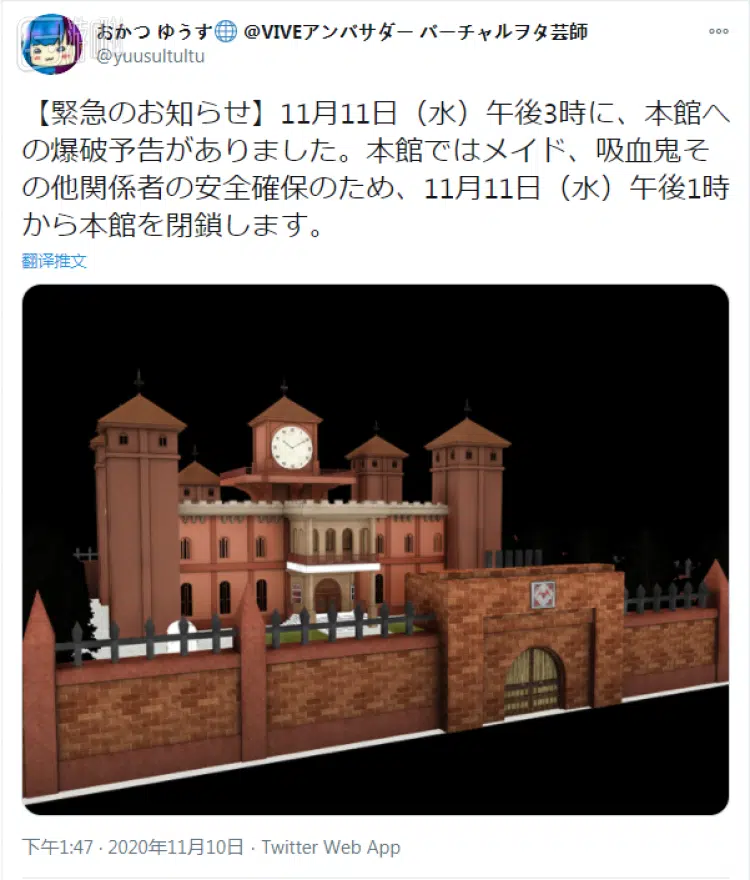 おかつ ゆうす🌐 @VIVEアンバサダー バーチャルヲタ芸師
@yuusultultu
【緊急のお知らせ】11月11日（水）午後3時に、本館へ
の爆破予告がありました。本館ではメイド、吸血鬼そ
の他関係者の安全確保のため、11月11日（水）午後1時
から本館を閉鎖します。
翻译推文
下午1:47 · 2020年11月10日 · Twitter Web App